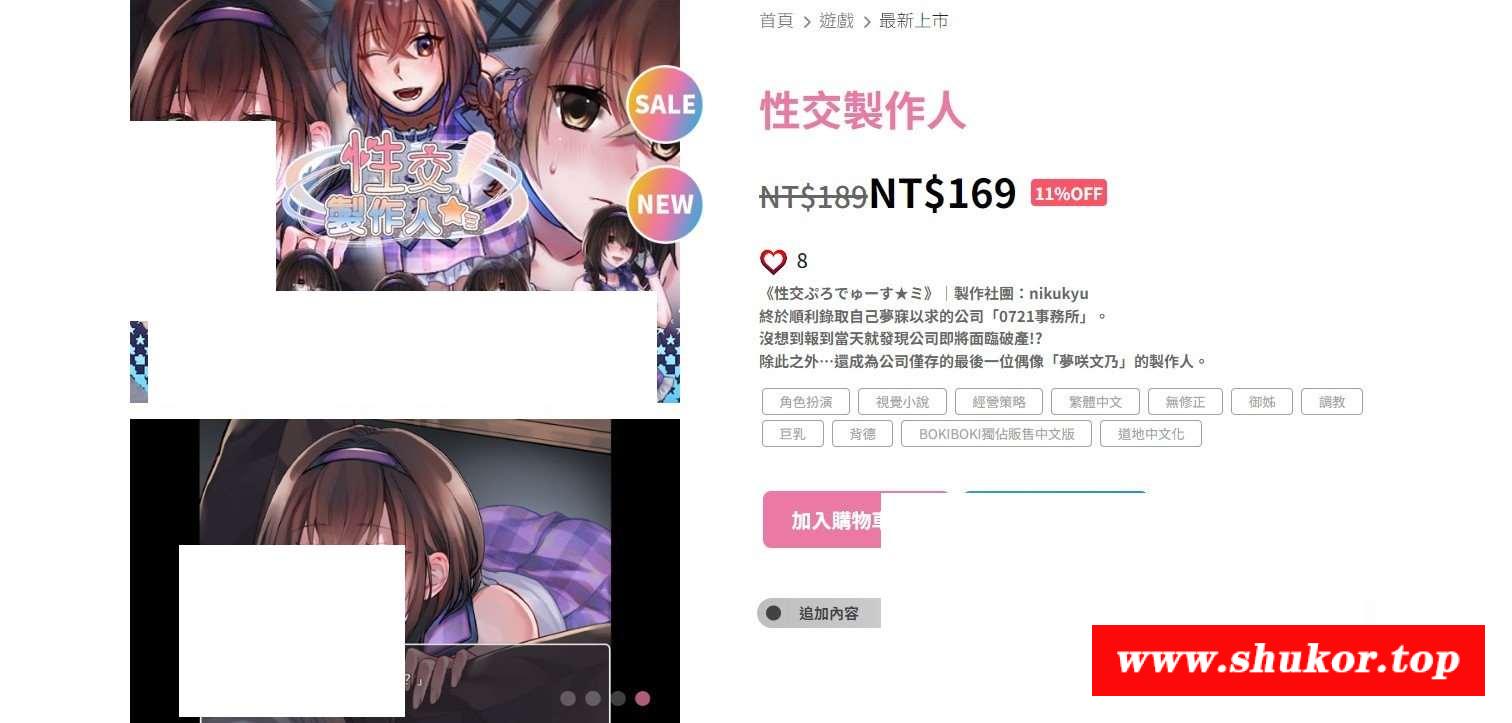 首頁 > 遊戲 > 最新上市
SALE
性交製作人
性交
製作人
NT$189 NT$169 11%OFF
NEW
8
《性交ぷろでゅーす★ミ》｜製作社團：nikukyu
終於順利錄取自己夢寐以求的公司「0721事務所」。
沒想到報到當天就發現公司即將面臨破產!?
除此之外…還成為公司僅存的最後一位偶像「夢咲文乃」的製作人。
角色扮演 視覺小說 經營策略 繁體中文 無修正 御姊 調教
巨乳 背德 BOKIBOKI獨佔販售中文版 道地中文化
加入購物
追加內容
www.shukor.top
？」